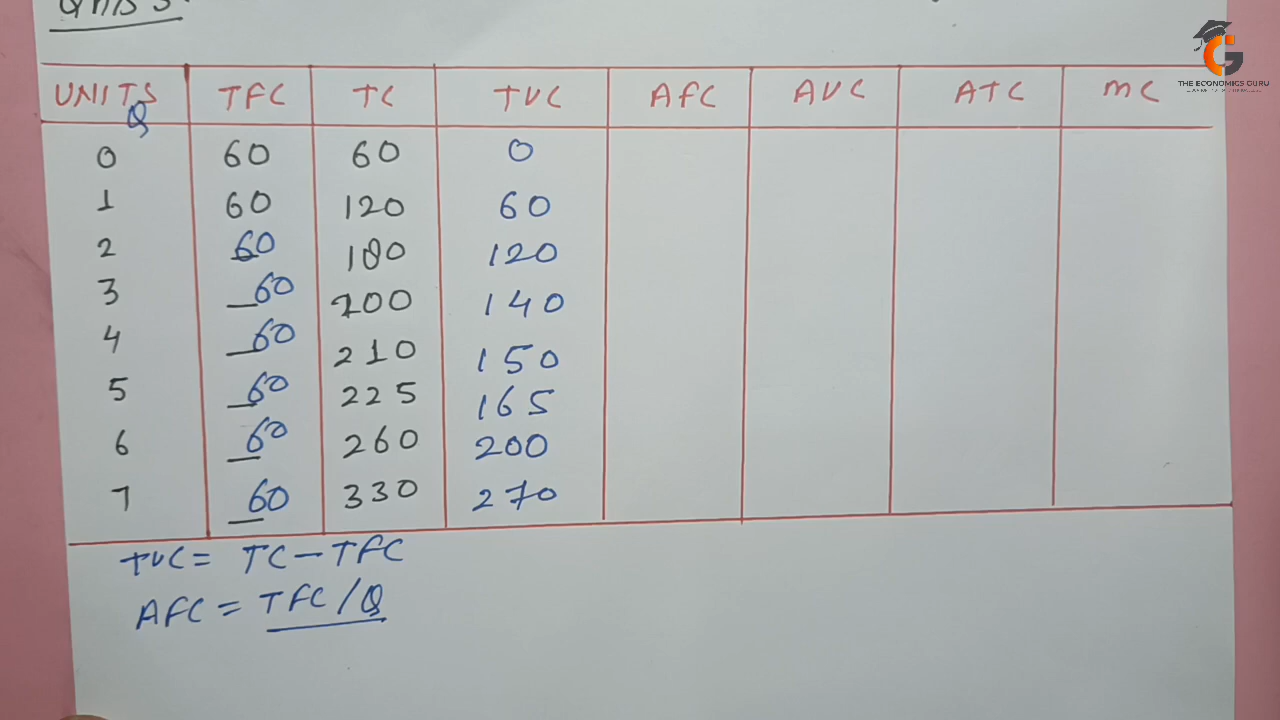 UNITS Q TFC TC TVC AFC AVC ATC MC
0 60 60 0
1 60 120 60
2 60 180 120
3 60 200 140
4 60 210 150
5 60 225 165
6 60 260 200
7 60 330 270
TVC = TC - TFC
AFC = TFC/Q
G
THE ECONOMICS GURU